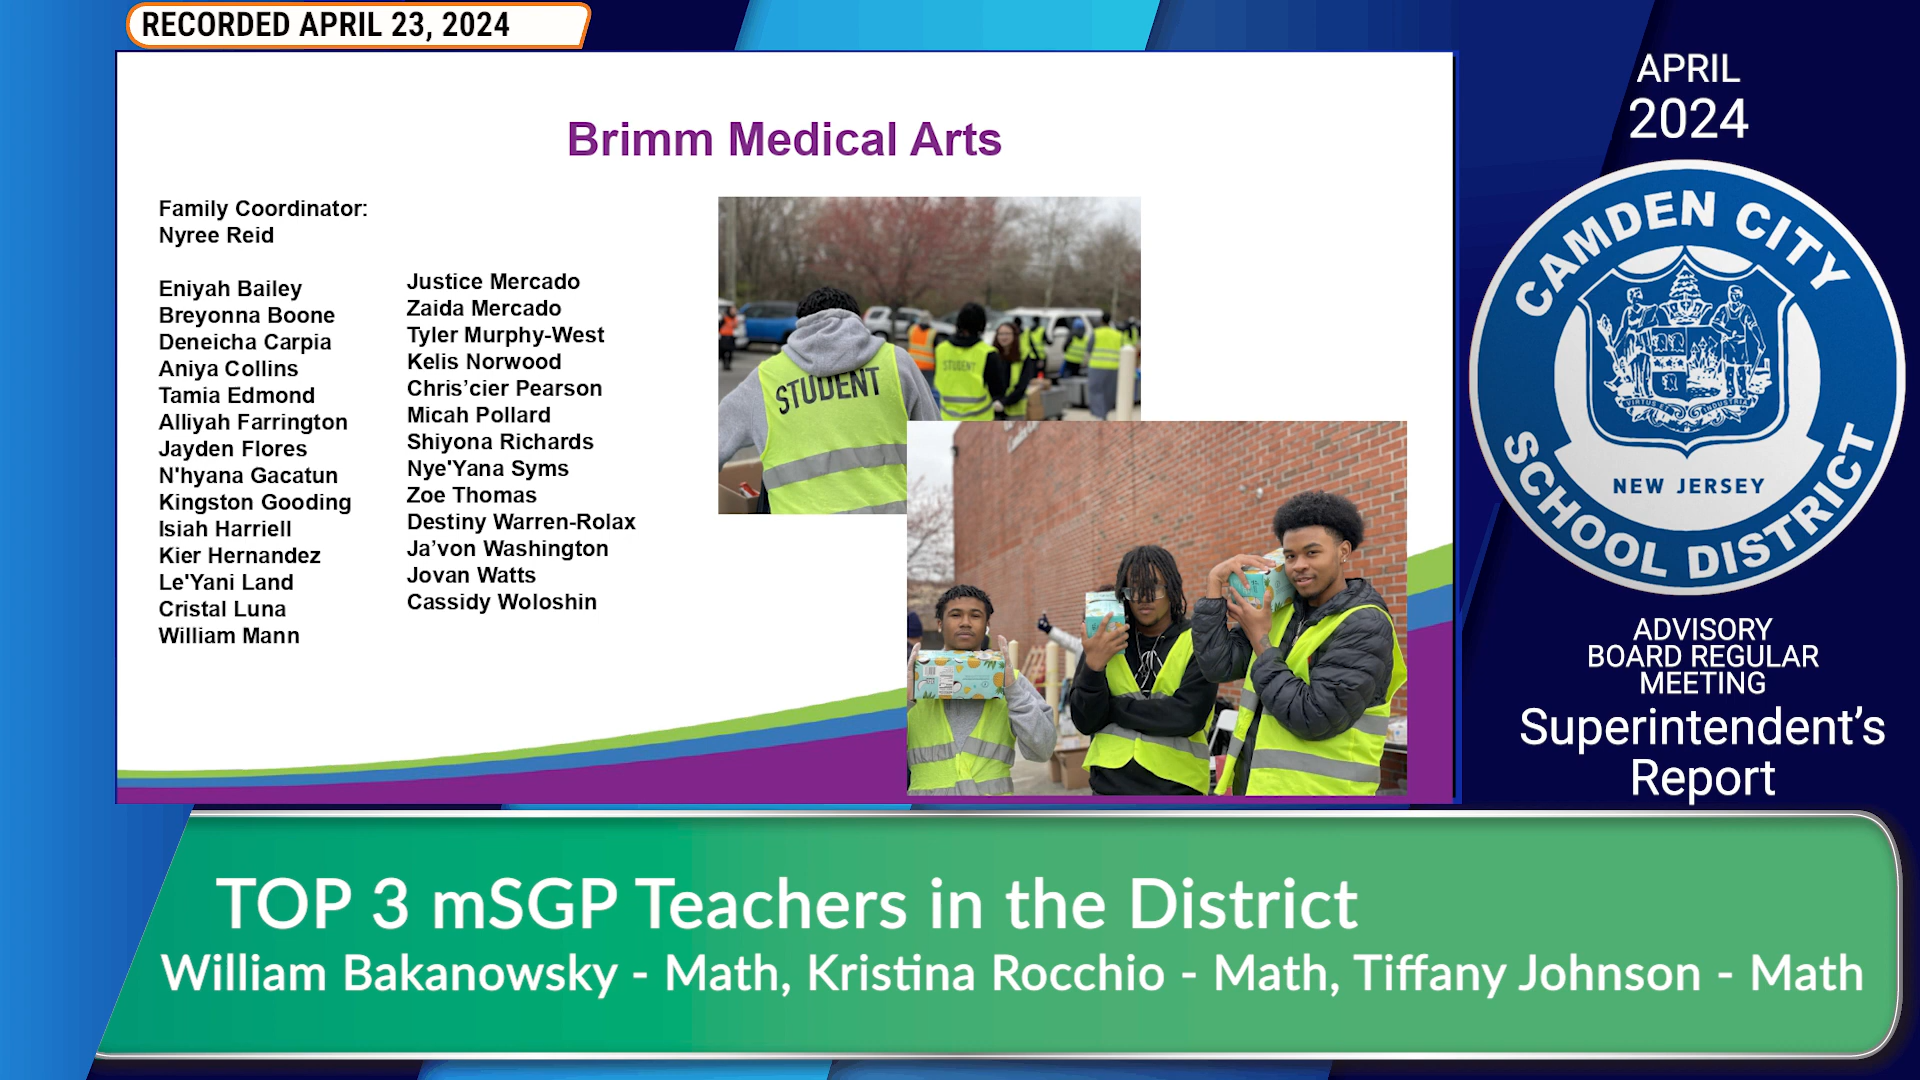 RECORDED APRIL 23, 2024
Brimm Medical Arts
Family Coordinator:
Nyree Reid
Eniyah Bailey
Breyonna Boone
Deneicha Carpia
Aniya Collins
Tamia Edmond
Alliyah Farrington
Jayden Flores
N'hyana Gacatun
Kingston Gooding
Isiah Harriell
Kier Hernandez
Le'Yani Land
Cristal Luna
William Mann
Justice Mercado
Zaida Mercado
Tyler Murphy-West
Kelis Norwood
Chris’cier Pearson
Micah Pollard
Shiyona Richards
Nye'Yana Syms
Zoe Thomas
Destiny Warren-Rolax
Ja’von Washington
Jovan Watts
Cassidy Woloshin
STUDENT
STUDENT
APRIL
2024
CAMDEN CITY
SCHOOL DISTRICT
NEW JERSEY
ADVISORY
BOARD REGULAR
MEETING
Superintendent’s
Report
TOP 3 mSGP Teachers in the District
William Bakanowsky - Math, Kristina Rocchio - Math, Tiffany Johnson - Math